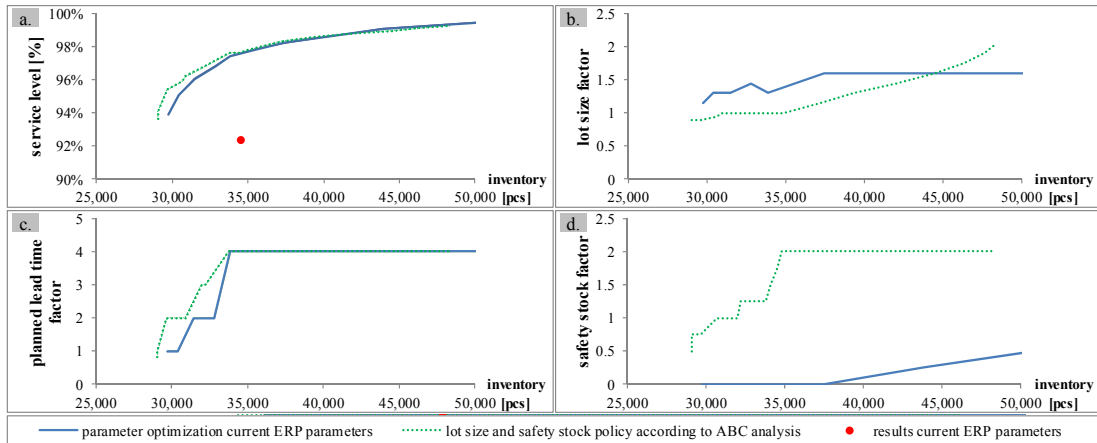 a.
service level [%]
100%
98%
96%
94%
92%
90%
25,000 30,000 35,000 40,000 45,000 50,000
inventory
[pcs]
b.
lot size factor
2.5
2
1.5
1
0.5
0
25,000 30,000 35,000 40,000 45,000 50,000
inventory
[pcs]
c.
planned lead time
factor
5
4
3
2
1
0
25,000 30,000 35,000 40,000 45,000 50,000
inventory
[pcs]
d.
safety stock factor
2.5
2
1.5
1
0.5
0
25,000 30,000 35,000 40,000 45,000 50,000
inventory
[pcs]
parameter optimization current ERP parameters
lot size and safety stock policy according to ABC analysis
results current ERP parameters